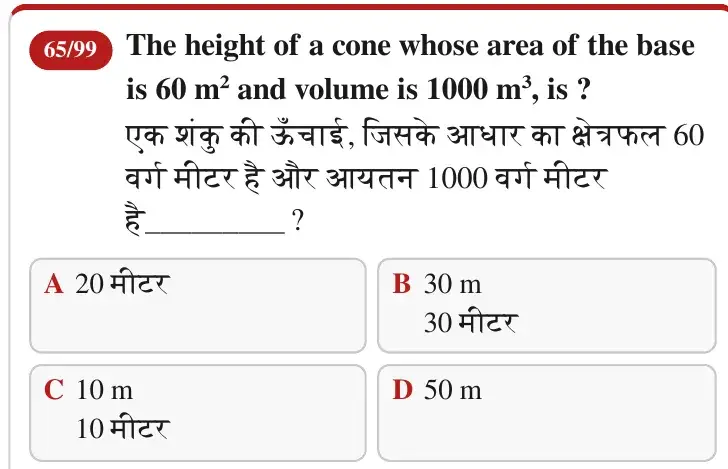 65/99 The height of a cone whose area of the base
is 60 m² and volume is 1000 m³, is ?
एक शंकु की ऊँचाई, जिसके आधार का क्षेत्रफल 60
वर्ग मीटर है और आयतन 1000 वर्ग मीटर
है__________ ?
A 20 मीटर
B 30 m
30 मीटर
C 10 m
10 मीटर
D 50 m